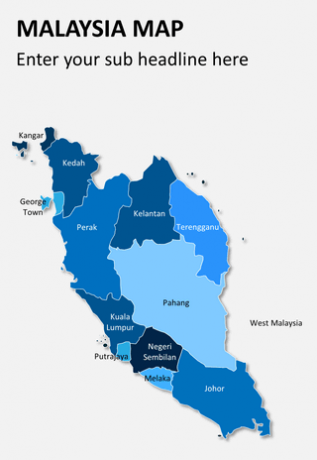 MALAYSIA MAP
Enter your sub headline here
Kangar
Kedah
George
Town
Perak
Kelantan
Terengganu
Pahang
Kuala
Lumpur
West Malaysia
Putrajaya
Negeri
Sembilan
Melaka
Johor